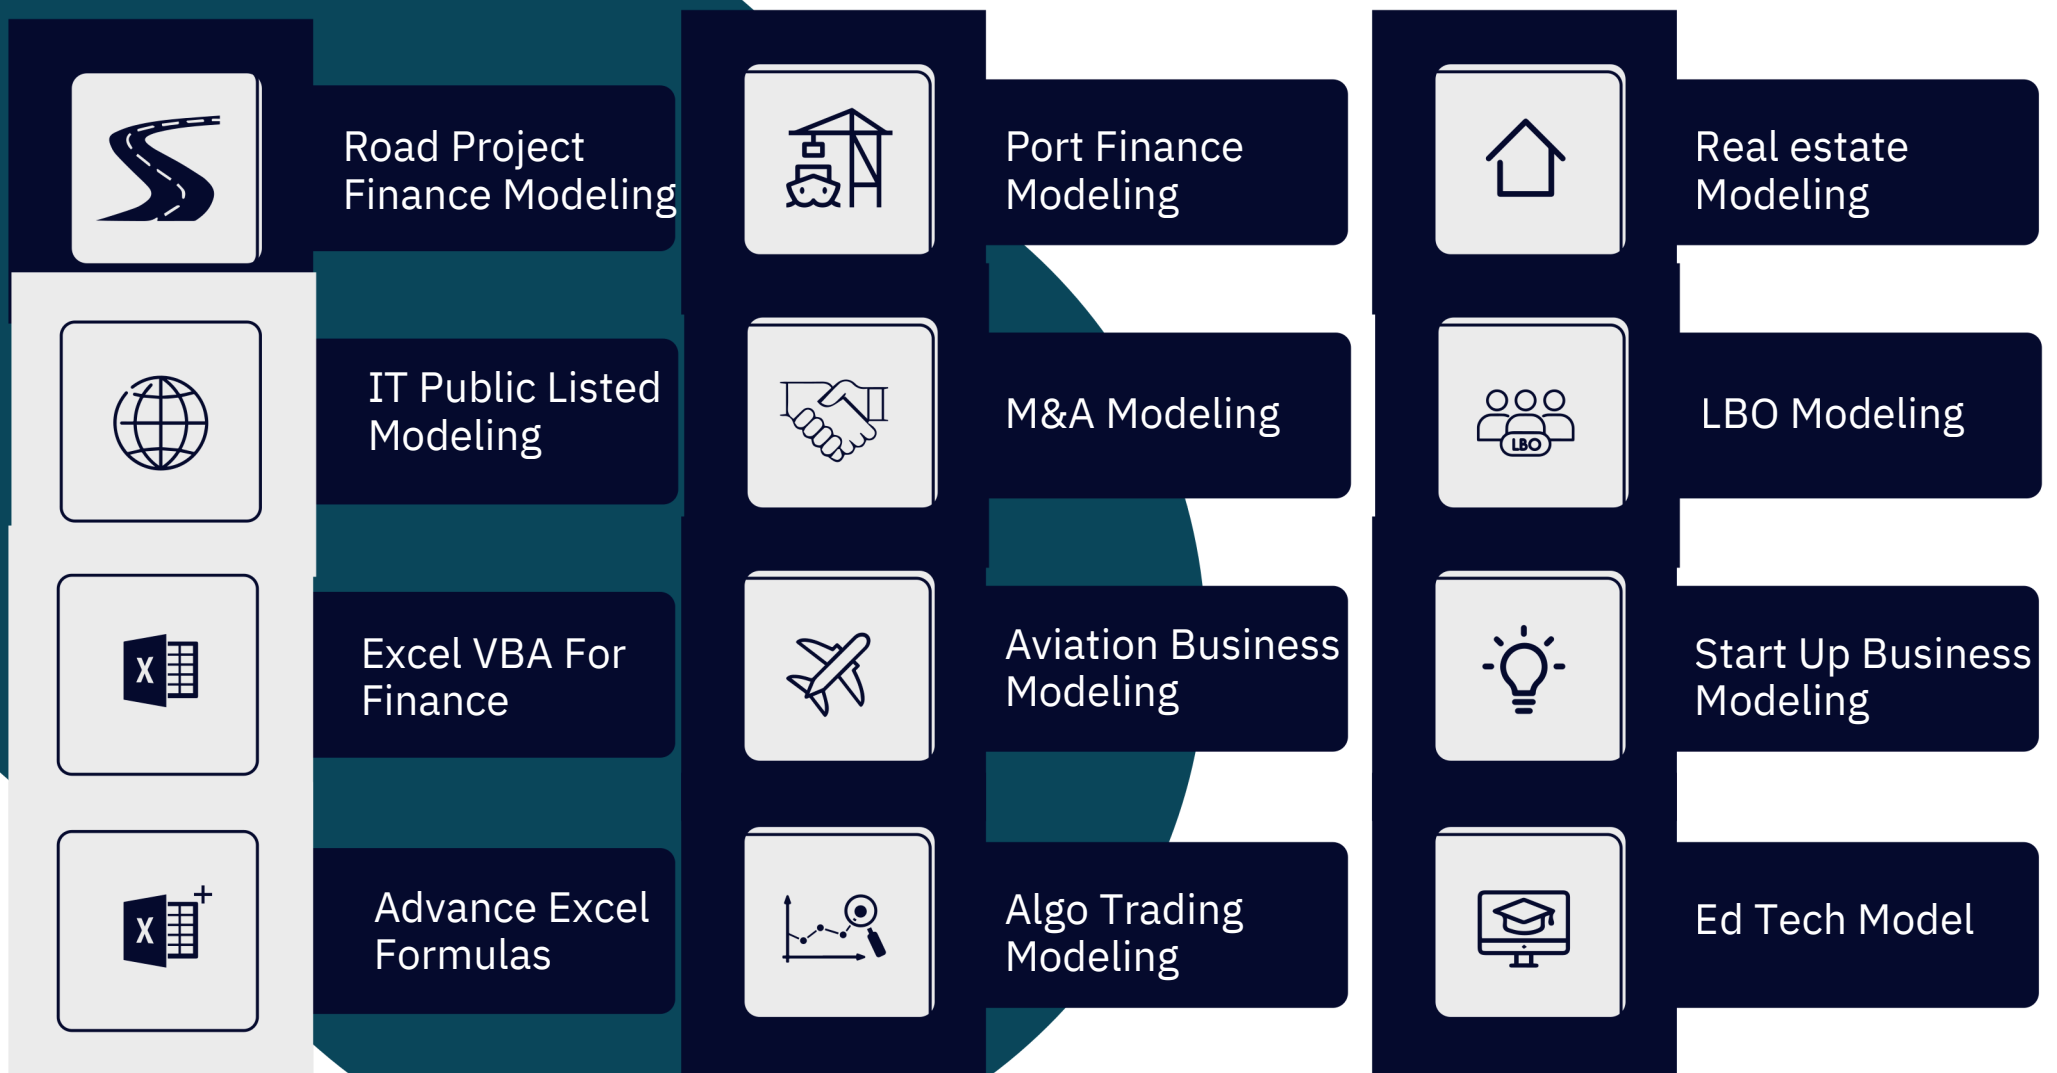 Road Project
Finance Modeling
Port Finance
Modeling
Real estate
Modeling
IT Public Listed
Modeling
M&A Modeling
LBO
LBO Modeling
X
Excel VBA For
Finance
Aviation Business
Modeling
Start Up Business
Modeling
X
+
Advance Excel
Formulas
Algo Trading
Modeling
Ed Tech Model